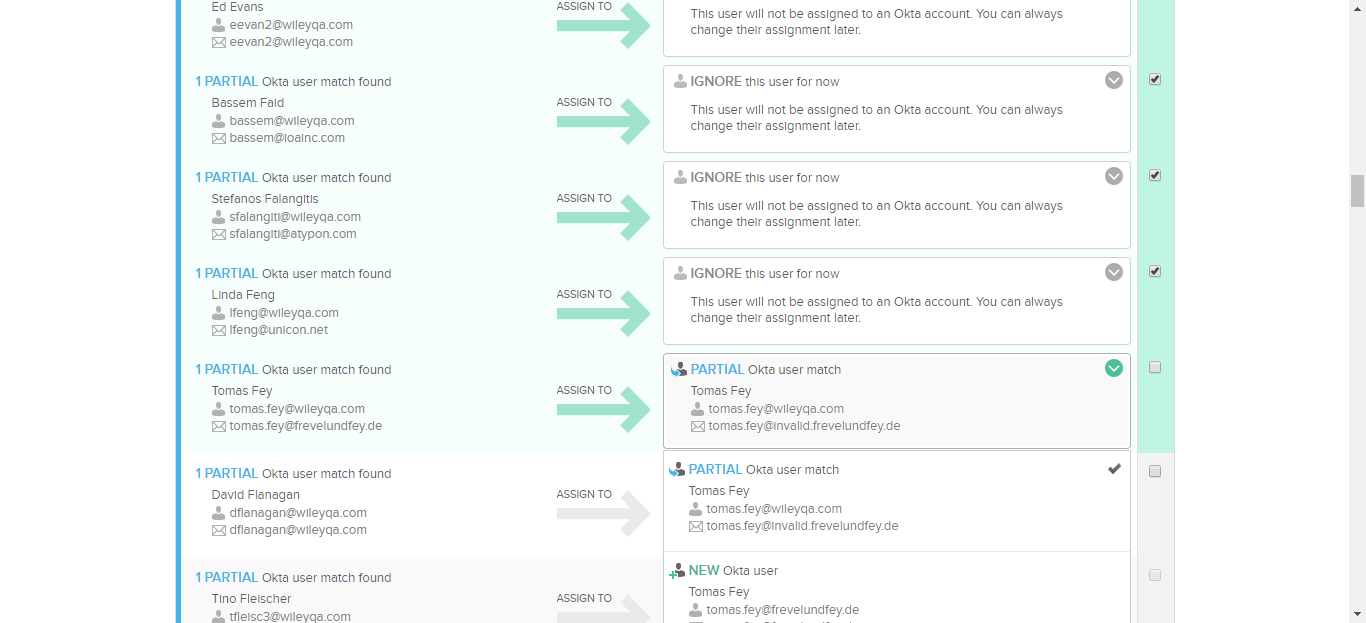 Ed Evans
eevan2@wileyqa.com
eevan2@wileyqa.com
ASSIGN TO
This user will not be assigned to an Okta account. You can always
change their assignment later.
1 PARTIAL Okta user match found
Bassem Faid
bassem@wileyqa.com
bassem@ioainc.com
ASSIGN TO
IGNORE this user for now
This user will not be assigned to an Okta account. You can always
change their assignment later.
1 PARTIAL Okta user match found
Stefanos Falangitis
sfalangiti@wileyqa.com
sfalangiti@atypon.com
ASSIGN TO
IGNORE this user for now
This user will not be assigned to an Okta account. You can always
change their assignment later.
1 PARTIAL Okta user match found
Linda Feng
lfeng@wileyqa.com
lfeng@unicon.net
ASSIGN TO
IGNORE this user for now
This user will not be assigned to an Okta account. You can always
change their assignment later.
1 PARTIAL Okta user match found
Tomas Fey
tomas.fey@wileyqa.com
tomas.fey@frevelundfey.de
ASSIGN TO
PARTIAL Okta user match
Tomas Fey
tomas.fey@wileyqa.com
tomas.fey@invalid.frevelundfey.de
1 PARTIAL Okta user match found
David Flanagan
dflanagan@wileyqa.com
dflanagan@wileyqa.com
ASSIGN TO
PARTIAL Okta user match
Tomas Fey
tomas.fey@wileyqa.com
tomas.fey@invalid.frevelundfey.de
1 PARTIAL Okta user match found
Tino Fleischer
tfleisc3@wileyqa.com
ASSIGN TO
NEW Okta user
Tomas Fey
tomas.fey@frevelundfey.de